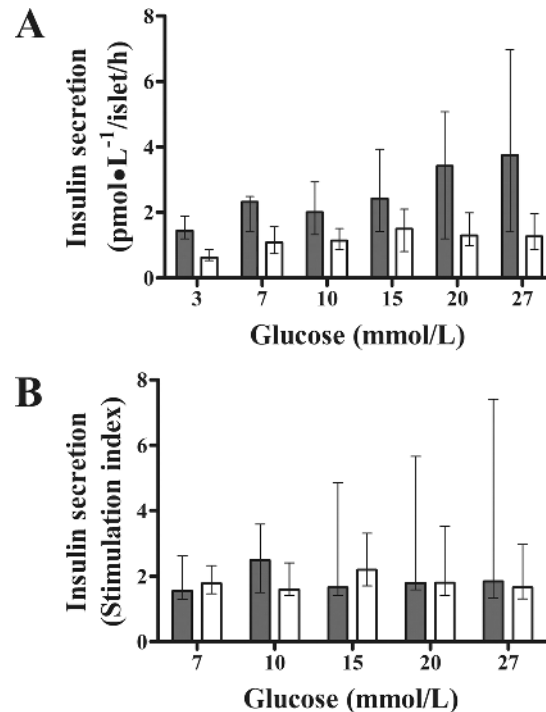 A
Insulin secretion
(pmol●L⁻¹/islet/h)
8
6
4
2
0
3 7 10 15 20 27
Glucose (mmol/L)
B
Insulin secretion
(Stimulation index)
8
6
4
2
0
7 10 15 20 27
Glucose (mmol/L)